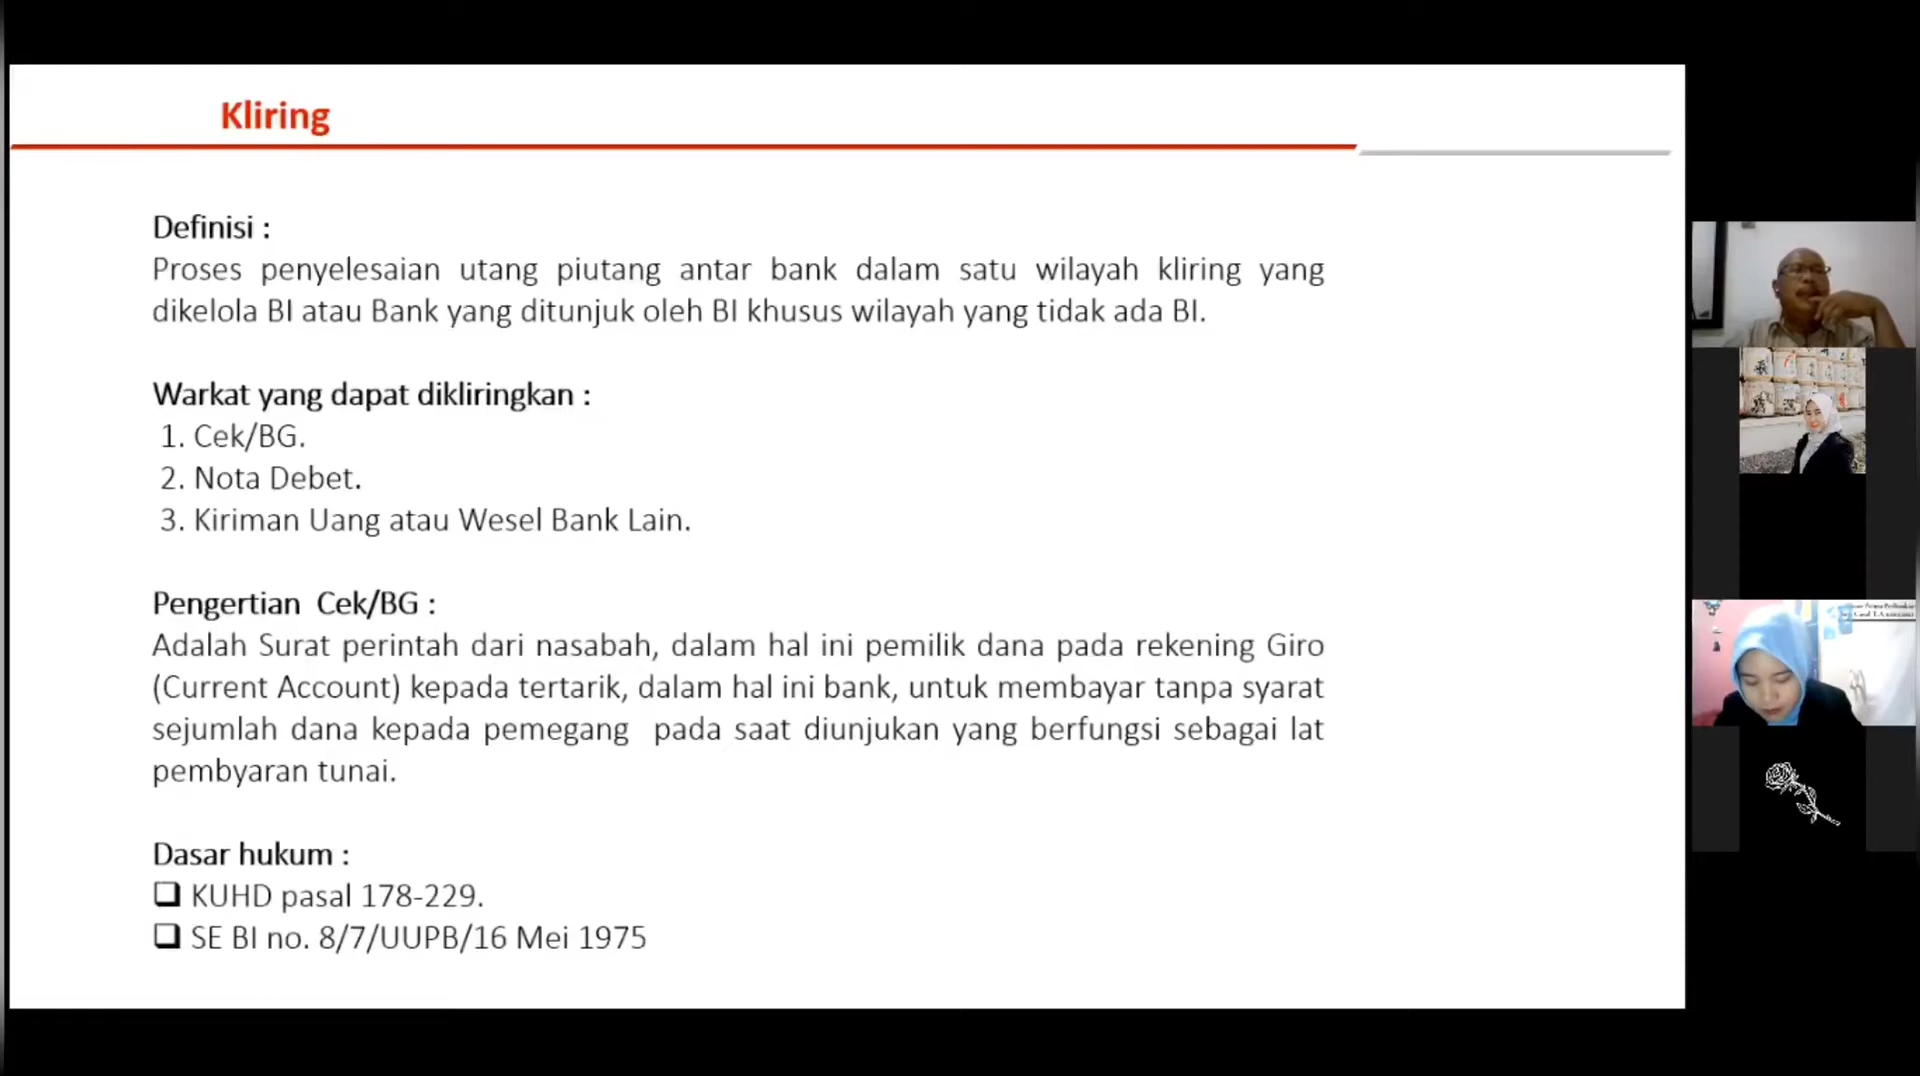 Kliring
Definisi :
Proses penyelesaian utang piutang antar bank dalam satu wilayah kliring yang
dikelola BI atau Bank yang ditunjuk oleh BI khusus wilayah yang tidak ada BI.
Warkat yang dapat dikliringkan :
1. Cek/BG.
2. Nota Debet.
3. Kiriman Uang atau Wesel Bank Lain.
Pengertian Cek/BG :
Adalah Surat perintah dari nasabah, dalam hal ini pemilik dana pada rekening Giro
(Current Account) kepada tertarik, dalam hal ini bank, untuk membayar tanpa syarat
sejumlah dana kepada pemegang pada saat diunjukan yang berfungsi sebagai lat
pembyaran tunai.
Dasar hukum :
❑ KUHD pasal 178-229.
❑ SE BI no. 8/7/UUPB/16 Mei 1975